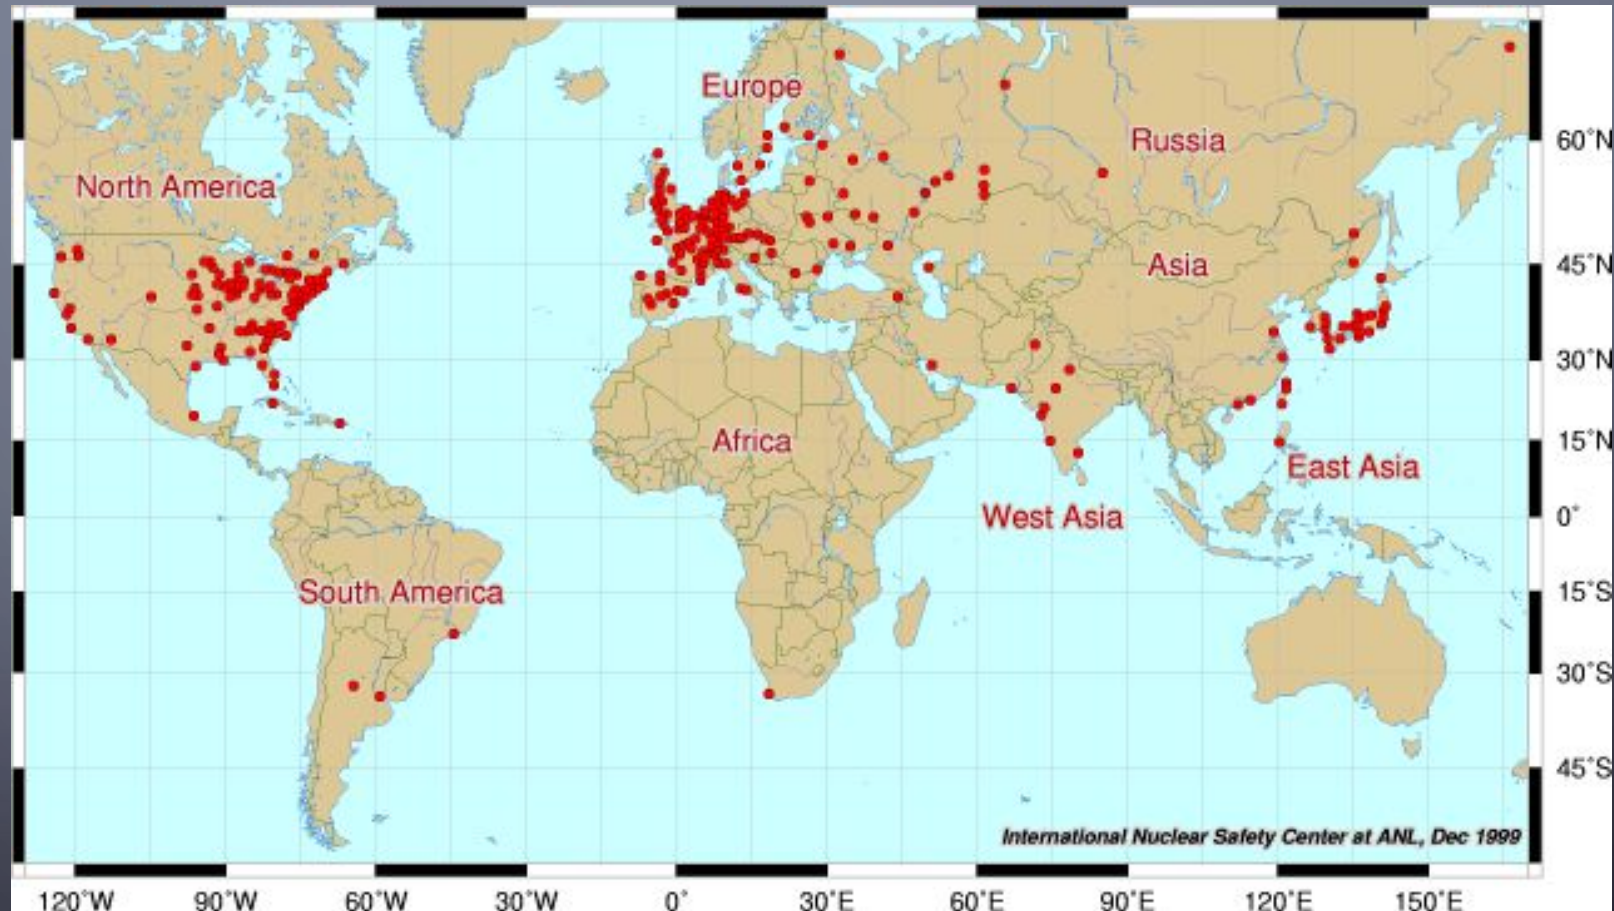 Europe
Russia
60°N
North America
Asia
45°N
30°N
Africa
15°N
East Asia
West Asia
0°
South America
15°S
30°S
45°S
International Nuclear Safety Center at ANL, Dec 1999
120°W 90°W 60°W 30°W 0° 30°E 60°E 90°E 120°E 150°E